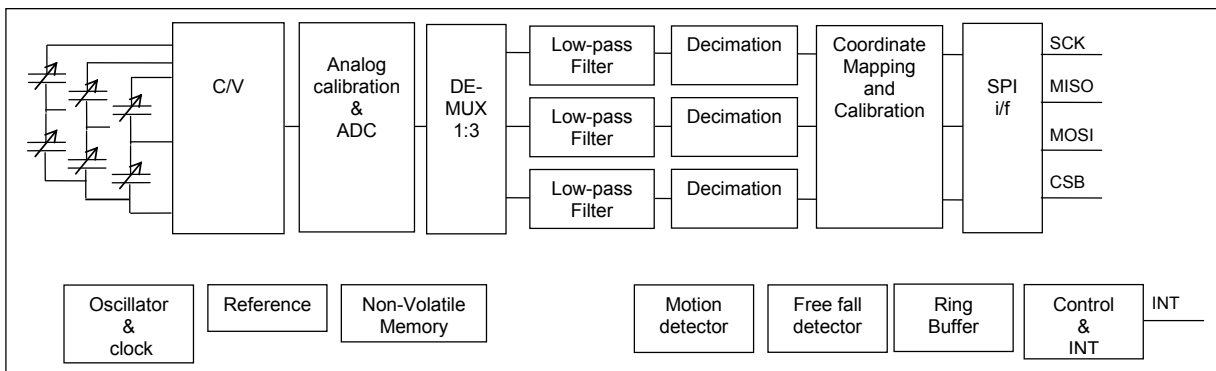 C/V
Analog
calibration
&
ADC
DE-
MUX
1:3
Low-pass
Filter
Decimation
Low-pass
Filter
Decimation
Low-pass
Filter
Decimation
Coordinate
Mapping
and
Calibration
SPI
i/f
SCK
MISO
MOSI
CSB
Oscillator
&
clock
Reference
Non-Volatile
Memory
Motion
detector
Free fall
detector
Ring
Buffer
Control
&
INT
INT